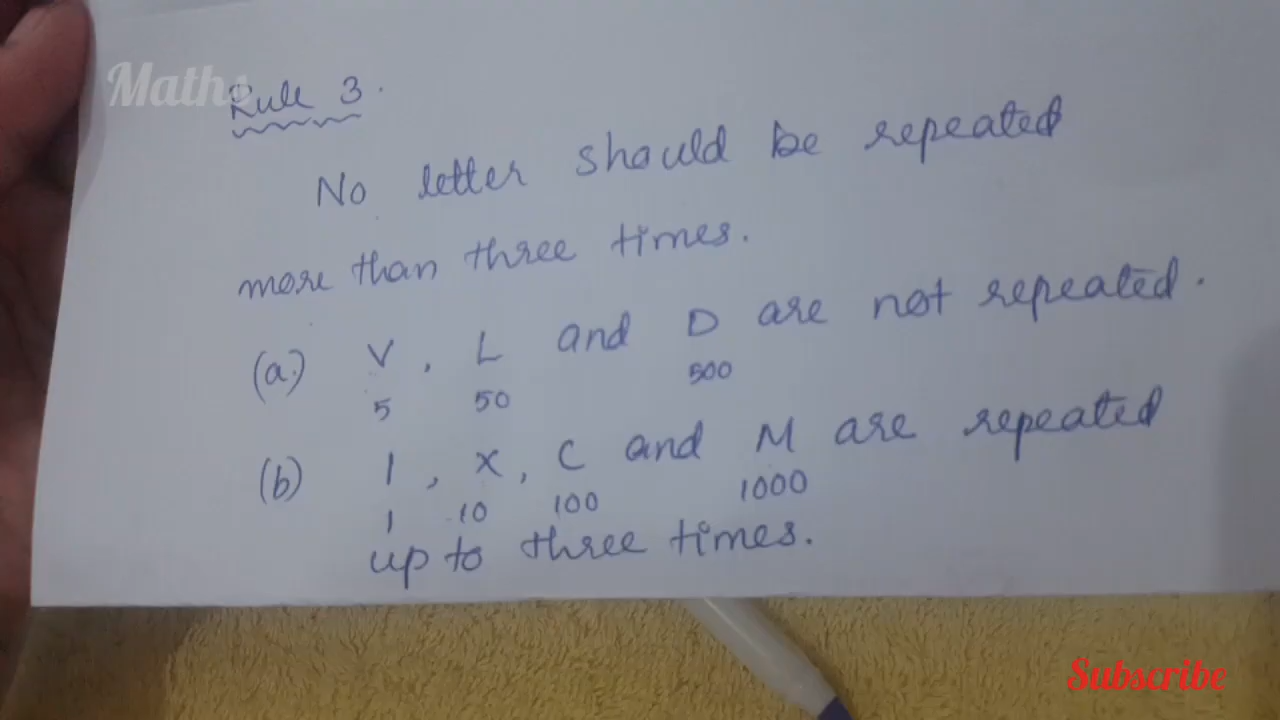 Maths
Rule 3.
No letter should be repeated
more than three times.
(a.) V, L and D are not repeated.
5 50 500
(b) I, X, C and M are repeated
1 10 100 1000
up to three times.
Subscribe